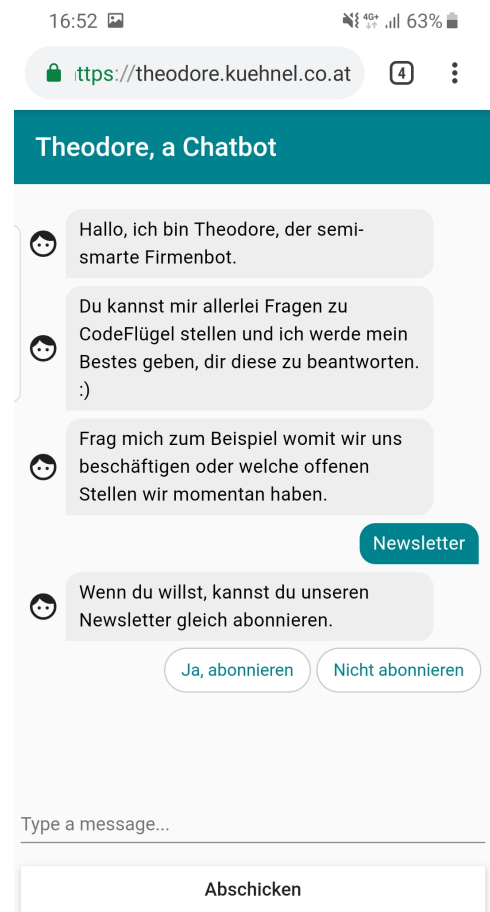 16:52
4G+ 63%
ttps://theodore.kuehnel.co.at
4
Theodore, a Chatbot
Hallo, ich bin Theodore, der semi-
smarte Firmenbot.
Du kannst mir allerlei Fragen zu
CodeFlügel stellen und ich werde mein
Bestes geben, dir diese zu beantworten.
:)
Frag mich zum Beispiel womit wir uns
beschäftigen oder welche offenen
Stellen wir momentan haben.
Newsletter
Wenn du willst, kannst du unseren
Newsletter gleich abonnieren.
Ja, abonnieren
Nicht abonnieren
Type a message...
Abschicken